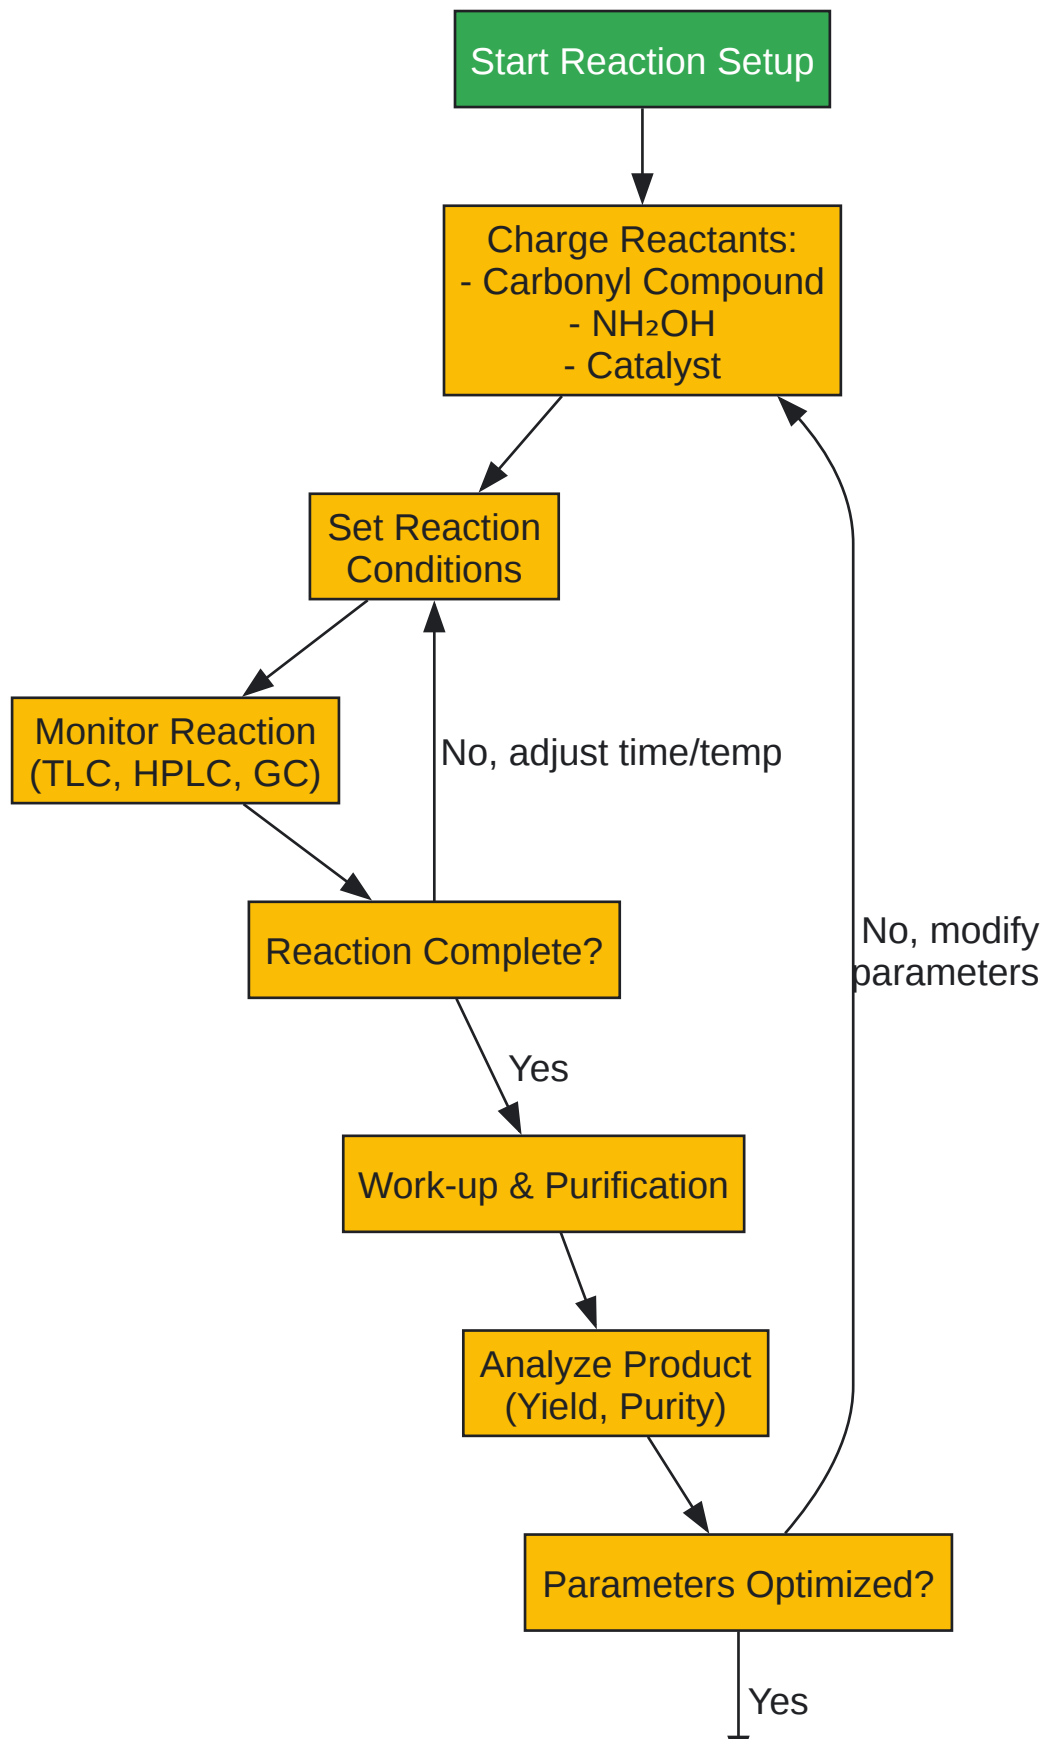 Start Reaction Setup
Charge Reactants:
- Carbonyl Compound
- NH₂OH
- Catalyst
Set Reaction
Conditions
Monitor Reaction
(TLC, HPLC, GC)
No, adjust time/temp
Reaction Complete?
No, modify
parameters
Yes
Work-up & Purification
Analyze Product
(Yield, Purity)
Parameters Optimized?
Yes